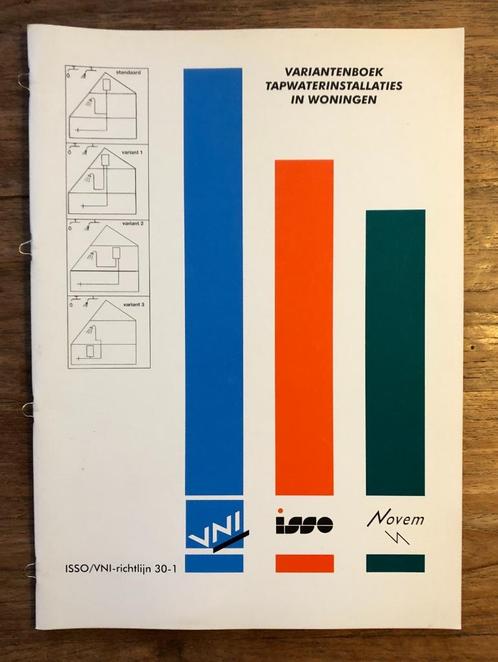 VARIANTENBOEK
TAPWATERINSTALLATIES
IN WONINGEN
standaard
variant 1
variant 2
variant 3
VNI
isso
Novem
ISSO/VNI-richtlijn 30-1